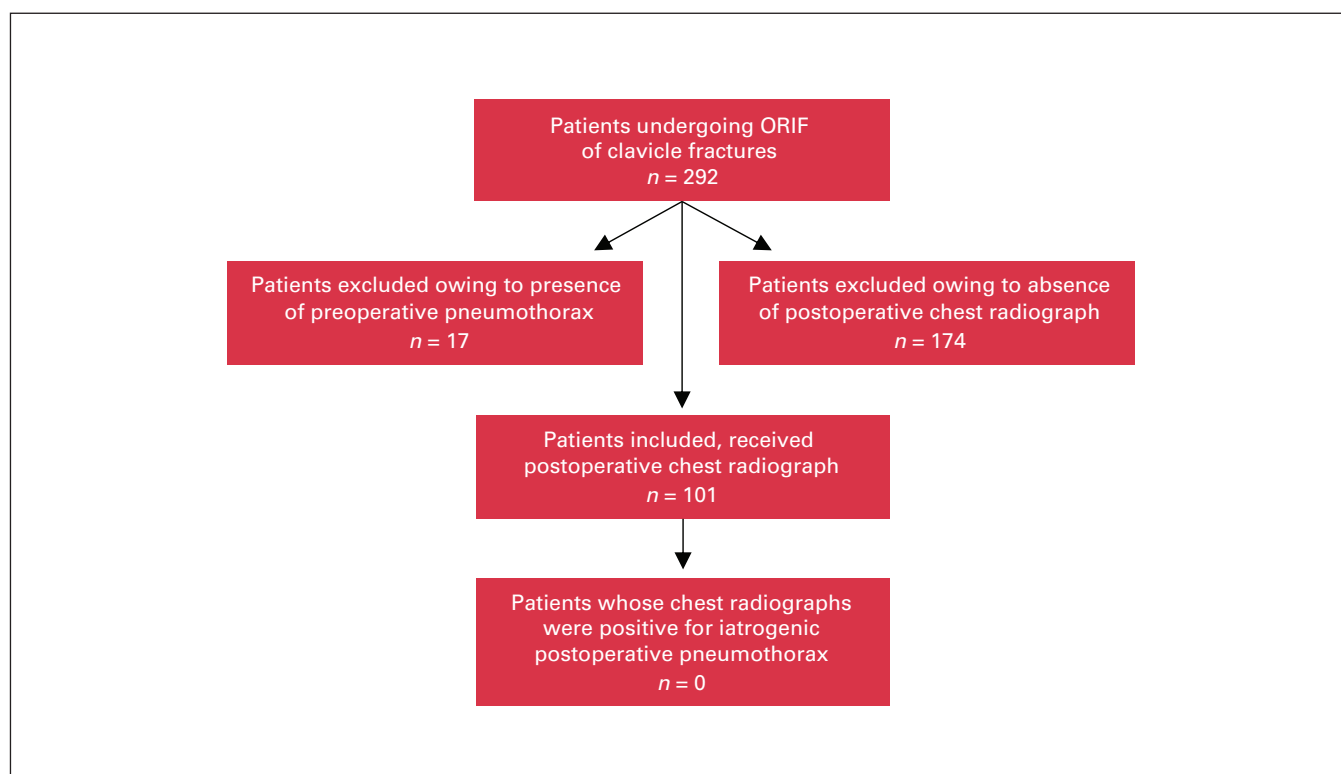 Patients undergoing ORIF
of clavicle fractures
n = 292
Patients excluded owing to presence
of preoperative pneumothorax
n = 17
Patients excluded owing to absence
of postoperative chest radiograph
n = 174
Patients included, received
postoperative chest radiograph
n = 101
Patients whose chest radiographs
were positive for iatrogenic
postoperative pneumothorax
n = 0